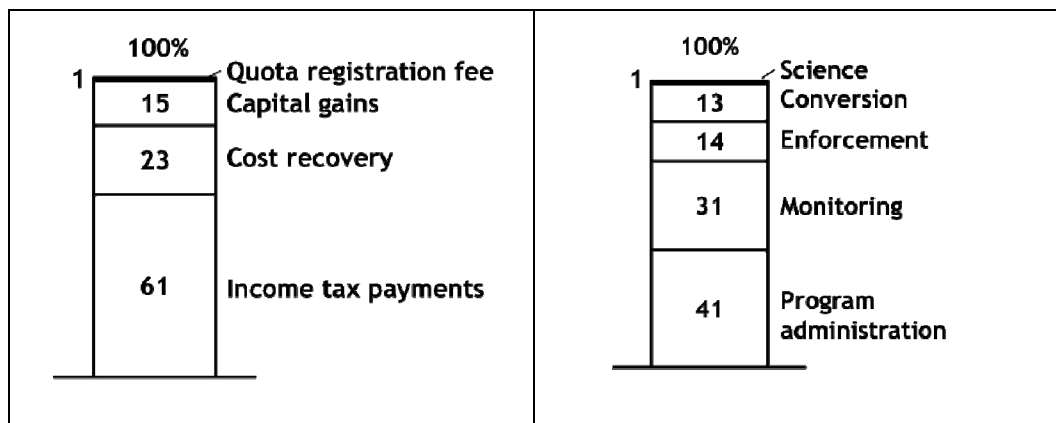 100%
1 Quota registration fee
15 Capital gains
23 Cost recovery
61 Income tax payments
100%
1 Science
13 Conversion
14 Enforcement
31 Monitoring
41 Program
administration